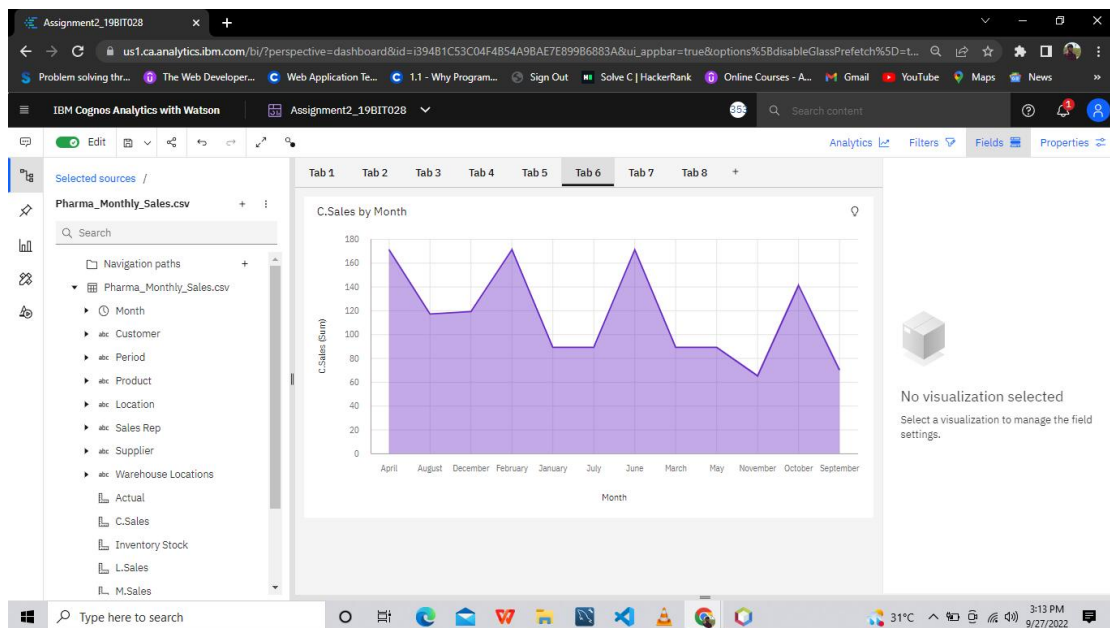 Assignment2_19BIT028
us1.ca.analytics.ibm.com/bi/?perspective=dashboard&id=i394B1C53C04F4B54A9BAE7E899B6883A&ui_appbar=true&options%5BdisableGlassPrefetch%5D=t...
Problem solving thr... The Web Developer... Web Application Te... 1.1 - Why Program... Sign Out Solve C | HackerRank Online Courses - A... Gmail YouTube Maps News »
IBM Cognos Analytics with Watson Assignment2_19BIT028 Search content 1
Edit Analytics Filters Fields Properties
Selected sources /
Tab 1 Tab 2 Tab 3 Tab 4 Tab 5 Tab 6 Tab 7 Tab 8 +
Pharma_Monthly_Sales.csv
Search
Navigation paths
Pharma_Monthly_Sales.csv
Month
abc Customer
abc Period
abc Product
abc Location
abc Sales Rep
abc Supplier
abc Warehouse Locations
Actual
C.Sales
Inventory Stock
L.Sales
M.Sales
C.Sales by Month
C.Sales (Sum)
180
160
140
120
100
80
60
40
20
0
April August December February January July June March May November October September
Month
No visualization selected
Select a visualization to manage the field
settings.
Type here to search
31°C
3:13 PM
9/27/2022